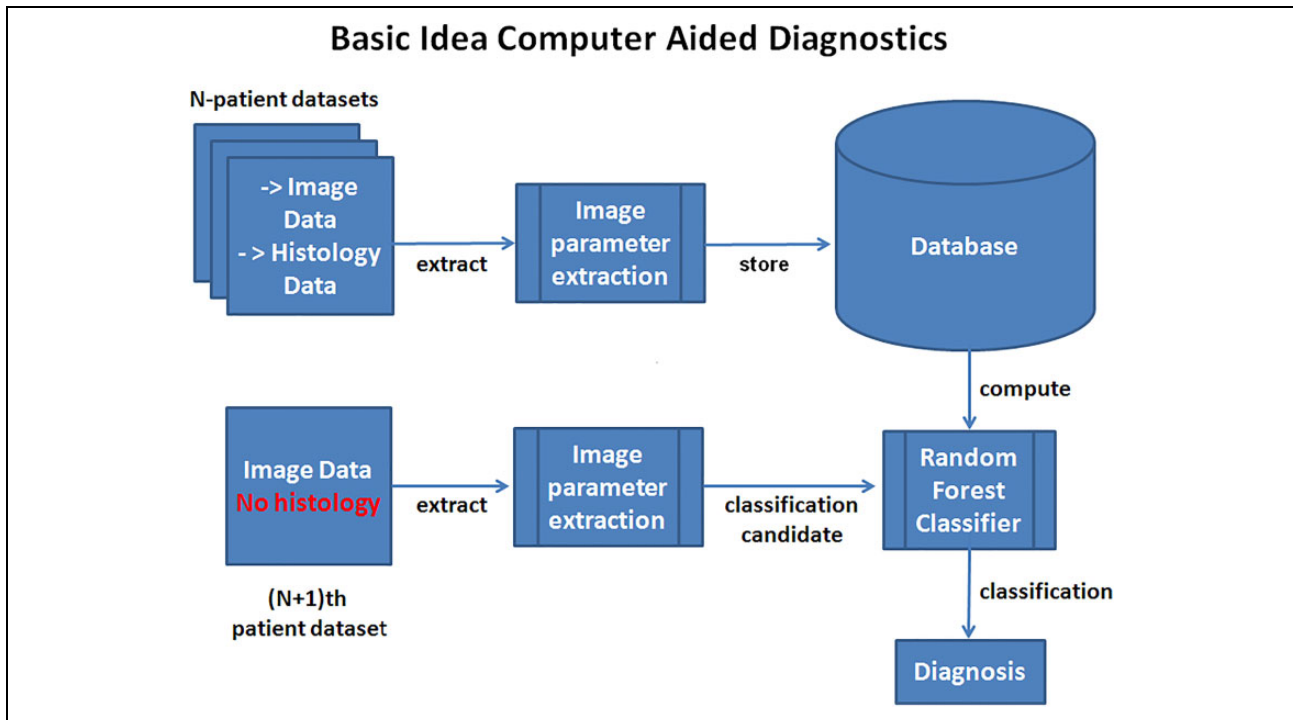 Basic Idea Computer Aided Diagnostics
N-patient datasets
-> Image
Data
- > Histology
Data
extract
Image
parameter
extraction
store
Database
compute
Image Data
No histology
(N+1)th
patient dataset
extract
Image
parameter
extraction
classification
candidate
Random
Forest
Classifier
classification
Diagnosis